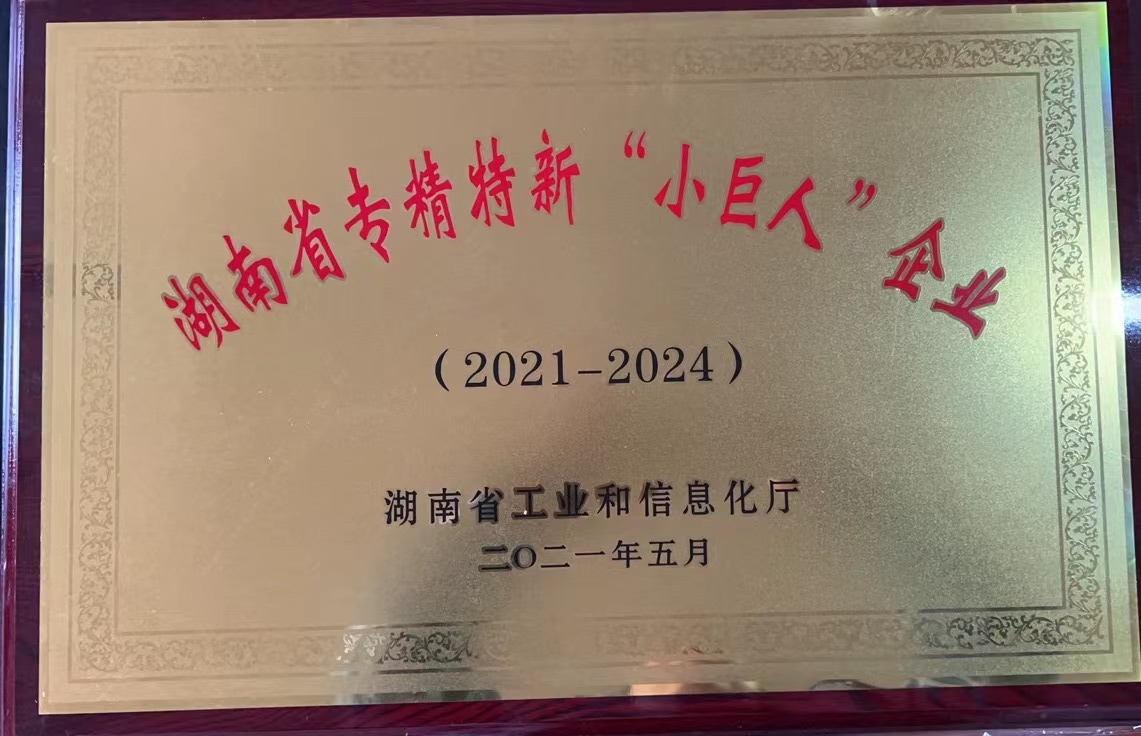 湖南省专精特新“小巨人”企业
（2021-2024）
湖南省工业和信息化厅
二〇二一年五月